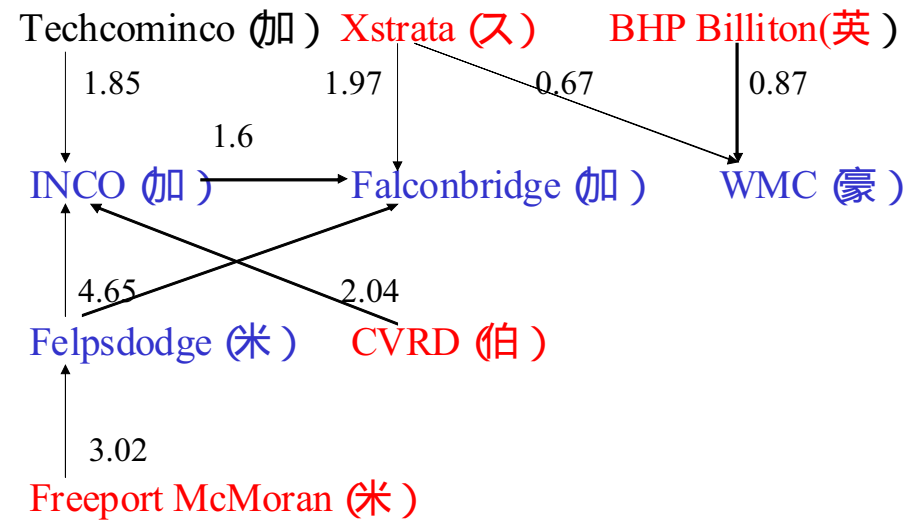 Techcominco (加) Xstrata (ス) BHP Billiton(英)
1.85 1.97 0.67 0.87
1.6
INCO (加) Falconbridge (加) WMC (豪)
4.65 2.04
Felpsdodge (米) CVRD (伯)
3.02
Freeport McMoran (米)